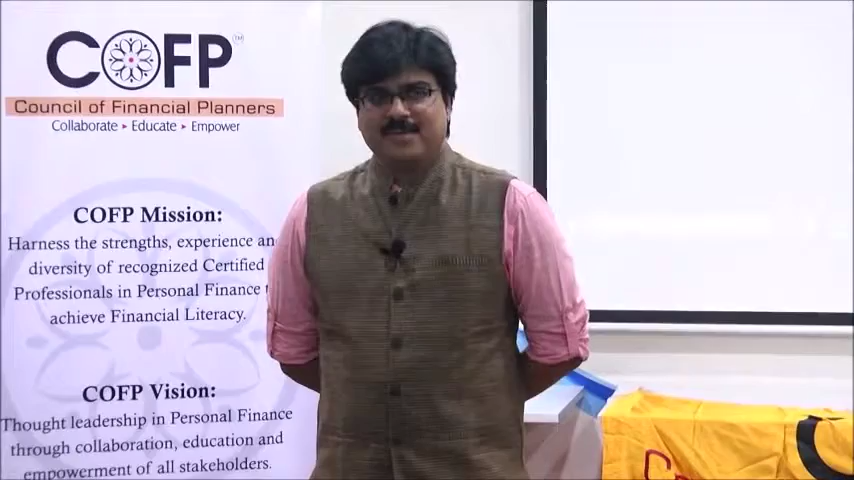 COFP
TM
Council of Financial Planners
Collaborate ▸ Educate ▸ Empower
COFP Mission:
Harness the strengths, experience an
diversity of recognized Certified
Professionals in Personal Finance
achieve Financial Literacy.
COFP Vision:
Thought leadership in Personal Finance
through collaboration, education and
empowerment of all stakeholders.